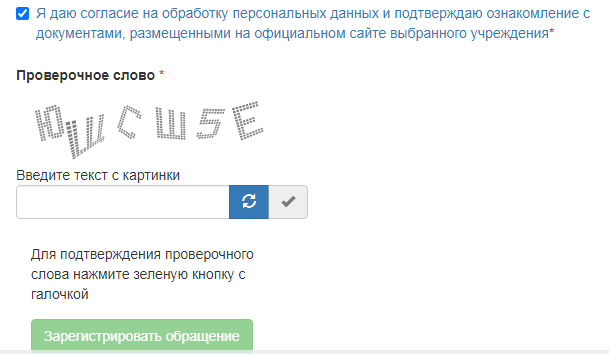 Я даю согласие на обработку персональных данных и подтверждаю ознакомление с
документами, размещенными на официальном сайте выбранного учреждения*
Проверочное слово *
ЮЩСШ5Е
Введите текст с картинки
Для подтверждения проверочного
слова нажмите зеленую кнопку с
галочкой
Зарегистрировать обращение